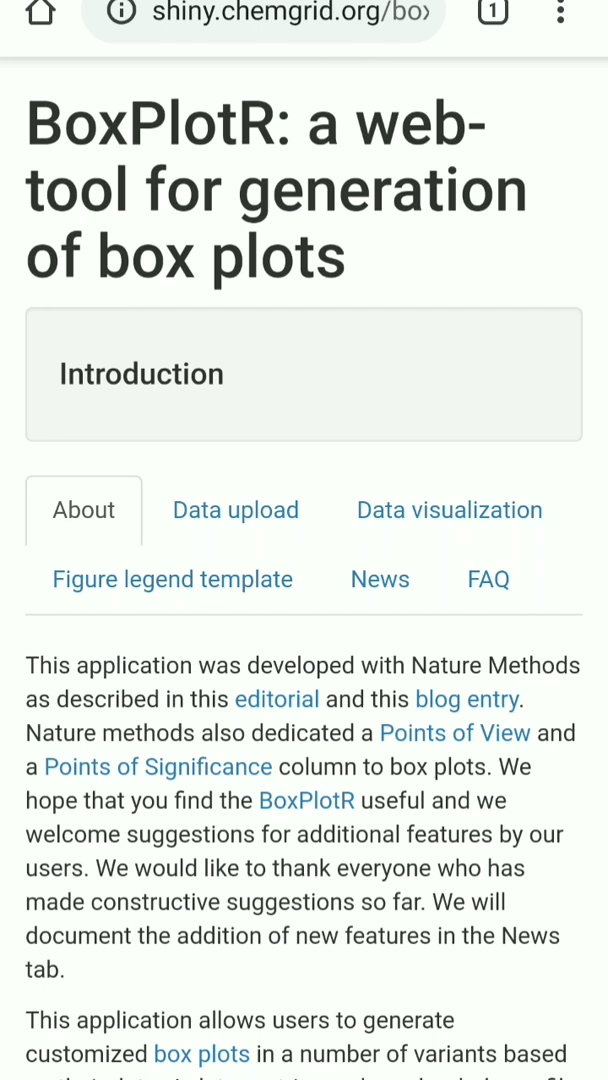 shiny.chemgrid.org/box
1
BoxPlotR: a web-
tool for generation
of box plots
Introduction
About Data upload Data visualization
Figure legend template News FAQ
This application was developed with Nature Methods
as described in this editorial and this blog entry.
Nature methods also dedicated a Points of View and
a Points of Significance column to box plots. We
hope that you find the BoxPlotR useful and we
welcome suggestions for additional features by our
users. We would like to thank everyone who has
made constructive suggestions so far. We will
document the addition of new features in the News
tab.
This application allows users to generate
customized box plots in a number of variants based